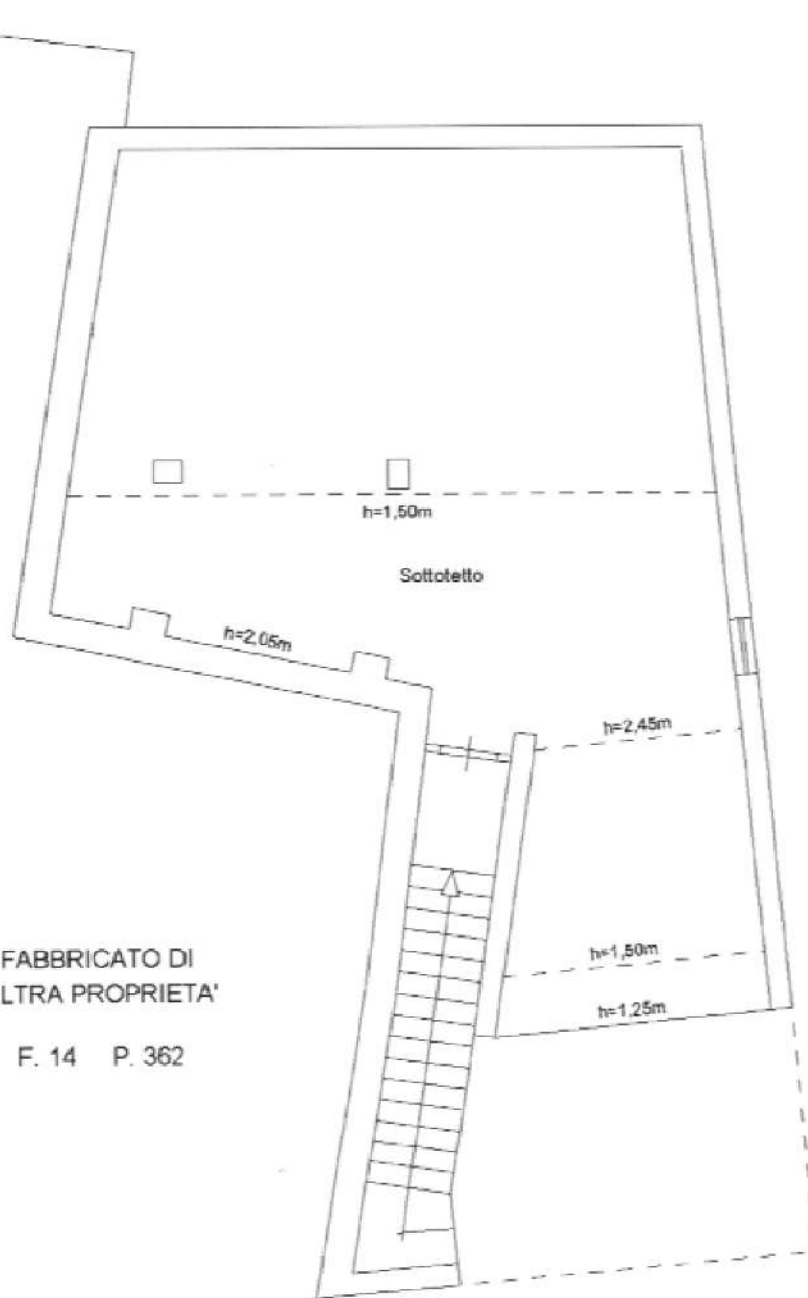 h=1,50m
Sottotetto
h=2,05m
h=2,45m
h=1,50m
h=1,25m
FABBRICATO DI
LTRA PROPRIETA'
F. 14 P. 362